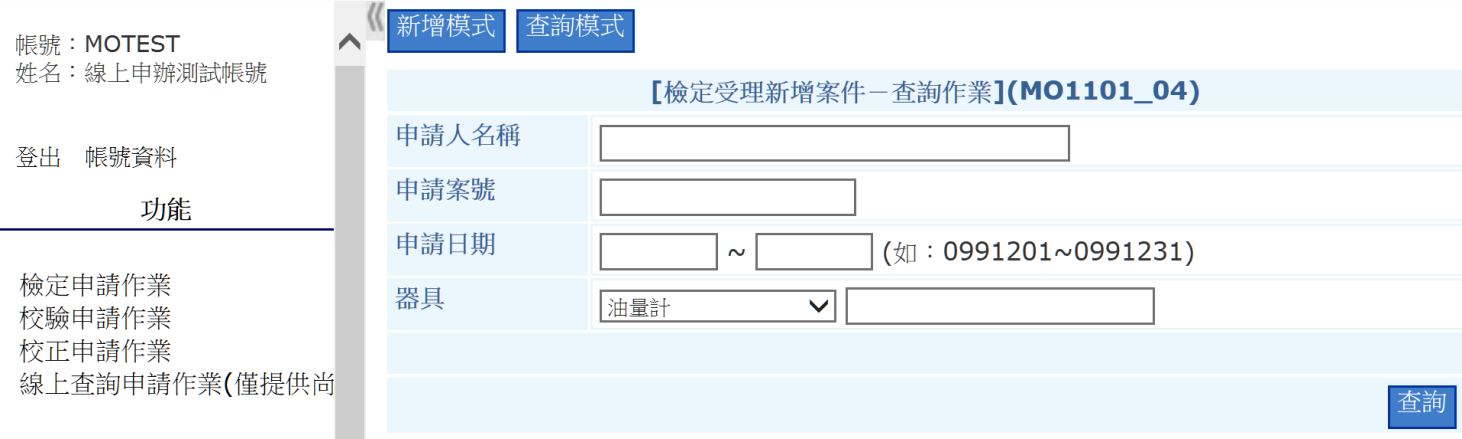 帳號：MOTEST
姓名：線上申辦測試帳號
登出 帳號資料
功能
檢定申請作業
校驗申請作業
校正申請作業
線上查詢申請作業(僅提供尚
新增模式 查詢模式
[檢定受理新增案件－查詢作業](MO1101_04)
申請人名稱
申請案號
申請日期 ~ (如：0991201~0991231)
器具 油量計
查詢